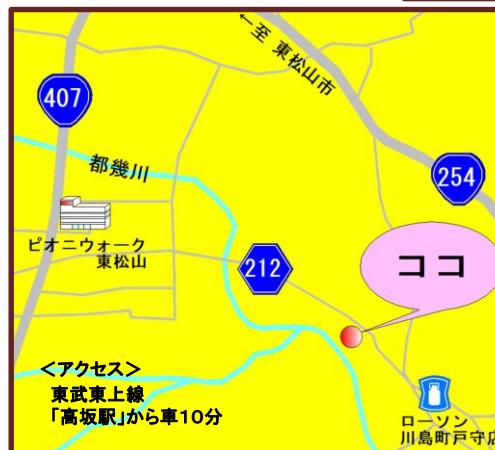 ←至 東松山市
407
都幾川
254
ピオニウォーク
東松山
212
ココ
＜アクセス＞
東武東上線
「高坂駅」から車１０分
ローソン
川島町戸守店